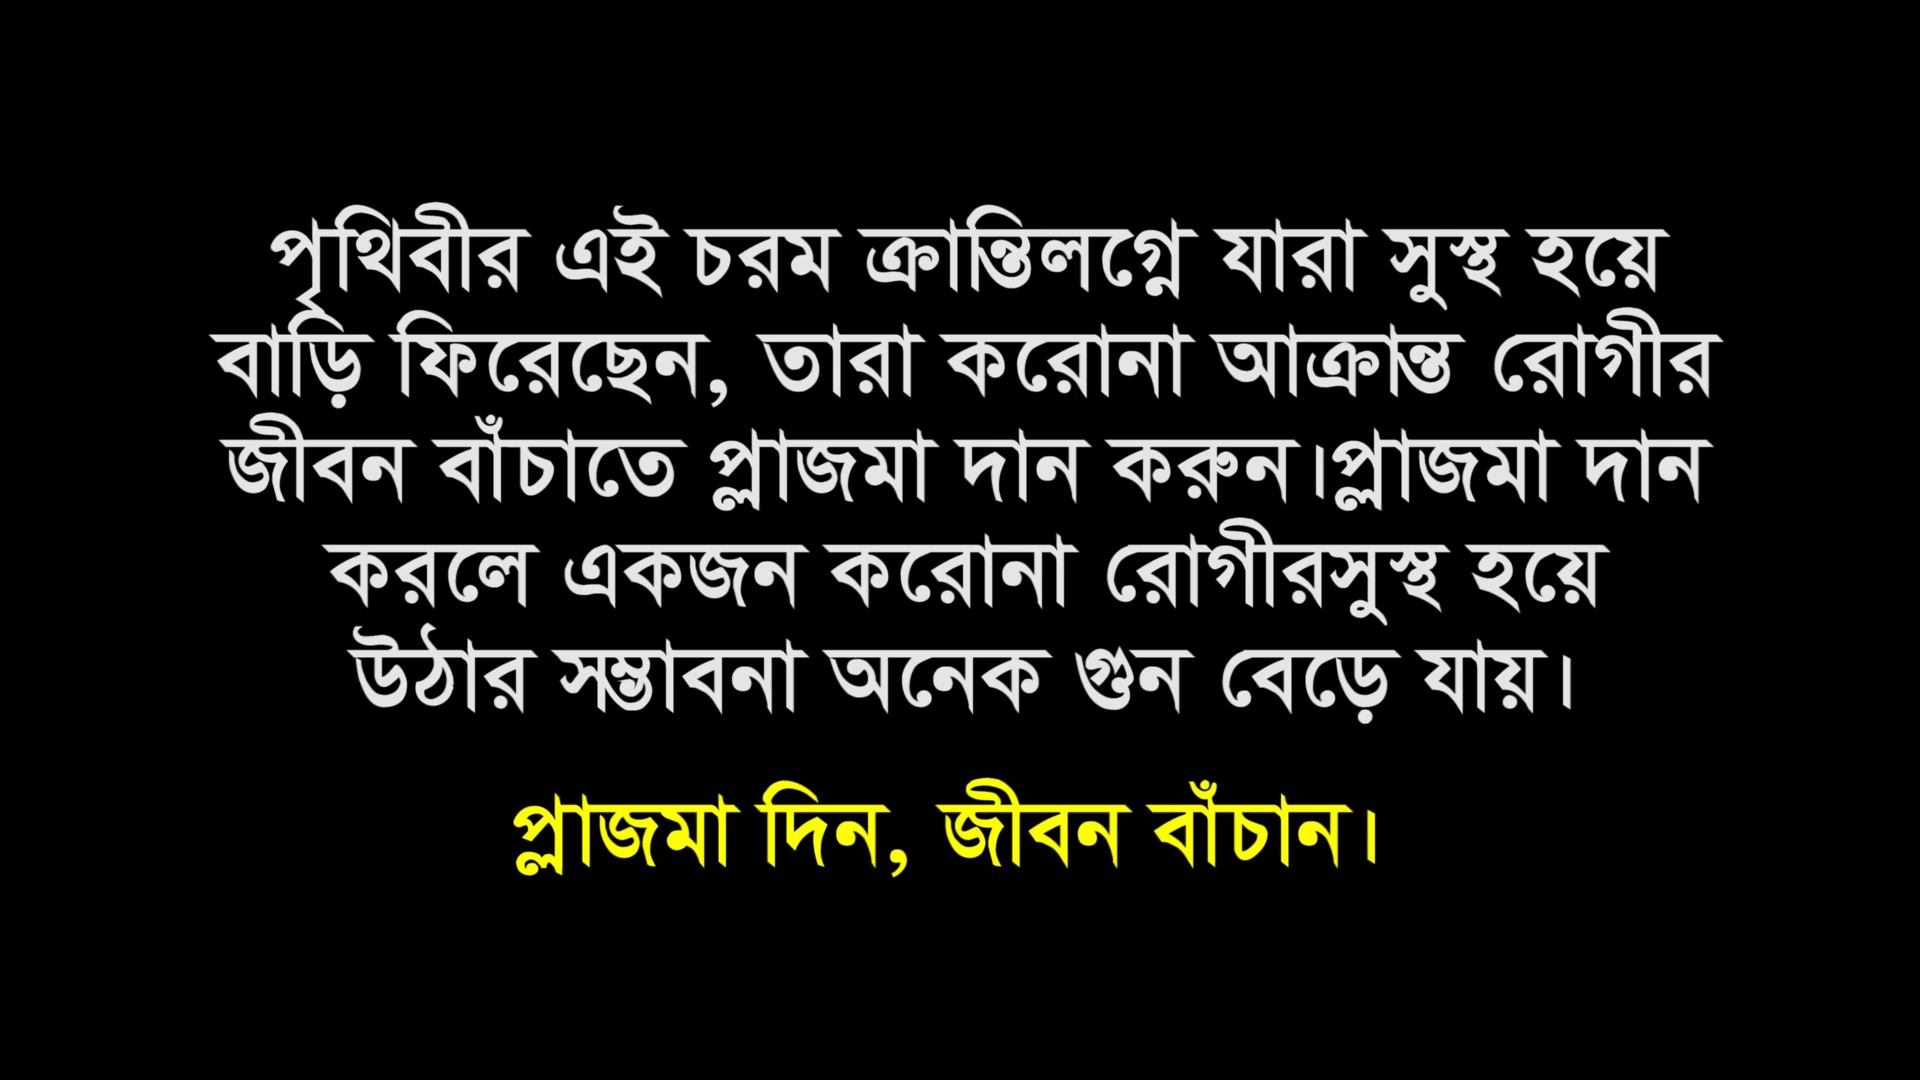 পৃথিবীর এই চরম ক্রান্তিলগ্নে যারা সুস্থ হয়ে
বাড়ি ফিরেছেন, তারা করোনা আক্রান্ত রোগীর
জীবন বাঁচাতে প্লাজমা দান করুন।প্লাজমা দান
করলে একজন করোনা রোগীরসুস্থ হয়ে
উঠার সম্ভাবনা অনেক গুন বেড়ে যায়।
প্লাজমা দিন, জীবন বাঁচান।